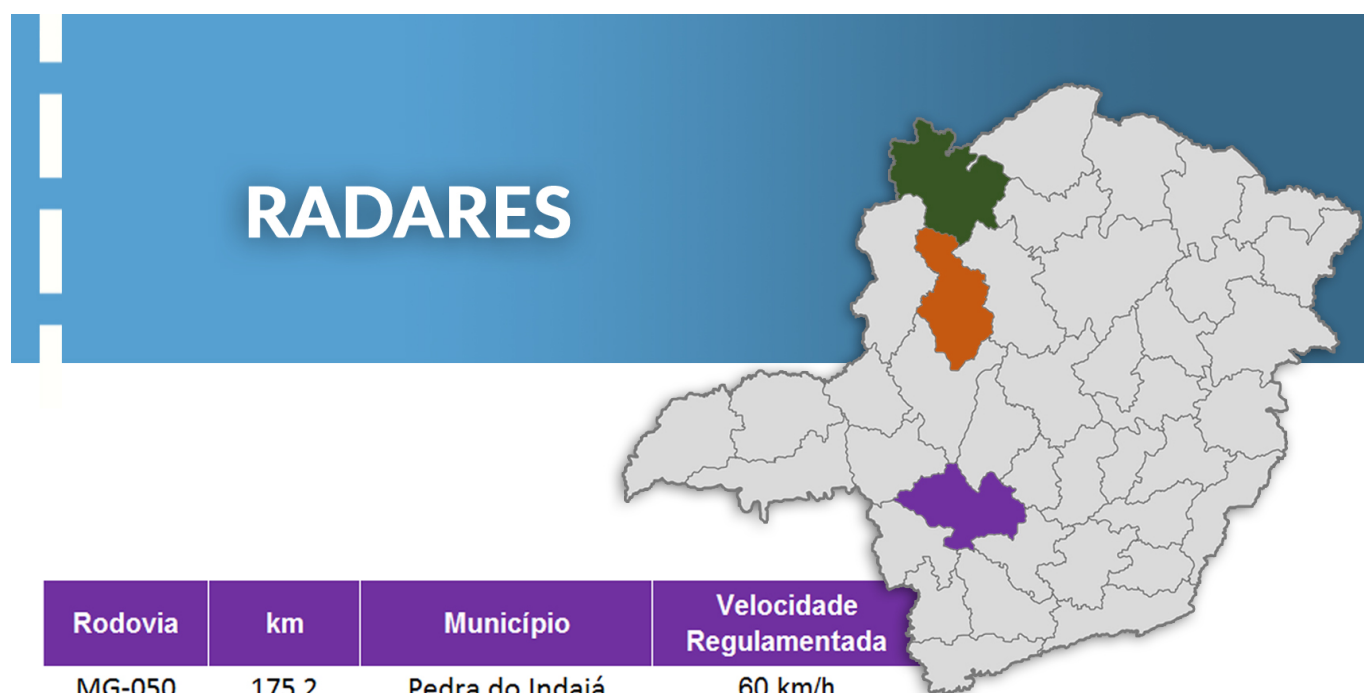 RADARES
Rodovia km Município Velocidade Regulamentada
MG-050 175,2 Pedra do Indaiá 60 km/h